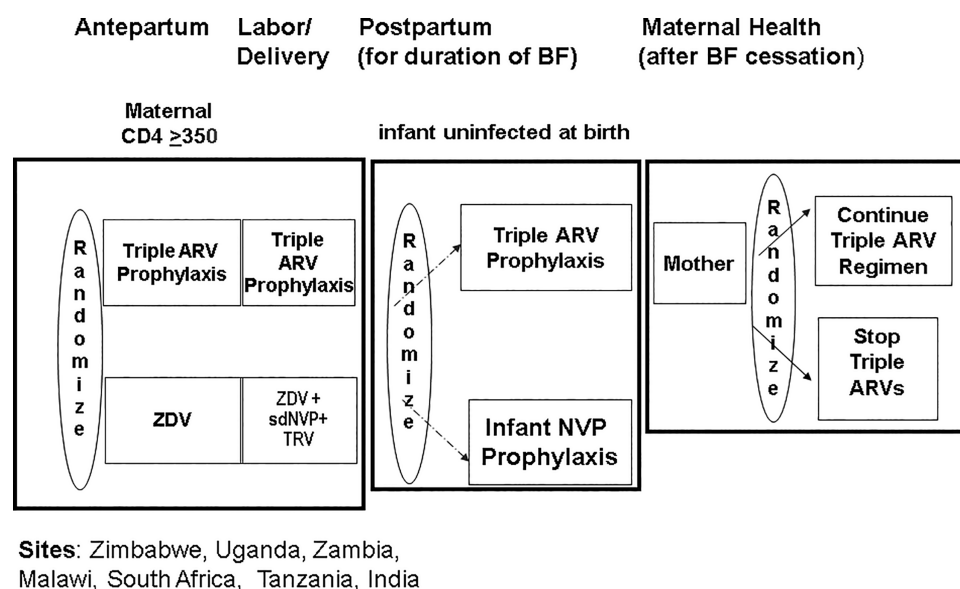 Antepartum
Labor/
Delivery
Postpartum
(for duration of BF)
Maternal Health
(after BF cessation)
Maternal
CD4 ≥350
infant uninfected at birth
Randomize
Triple ARV
Prophylaxis
Triple
ARV
Prophylaxis
ZDV
ZDV +
sdNVP+
TRV
Randomize
Triple ARV
Prophylaxis
Infant NVP
Prophylaxis
Mother
Randomize
Continue
Triple ARV
Regimen
Stop
Triple
ARVs
Sites: Zimbabwe, Uganda, Zambia,
Malawi, South Africa, Tanzania, India